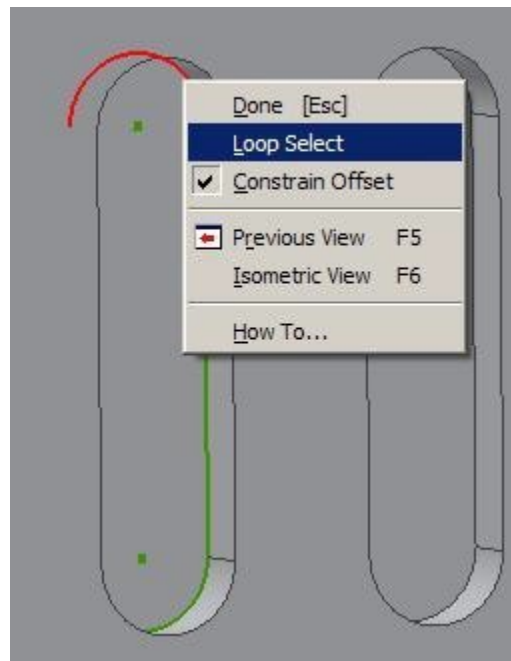 Done [Esc]
Loop Select
Constrain Offset
Previous View F5
Isometric View F6
How To...